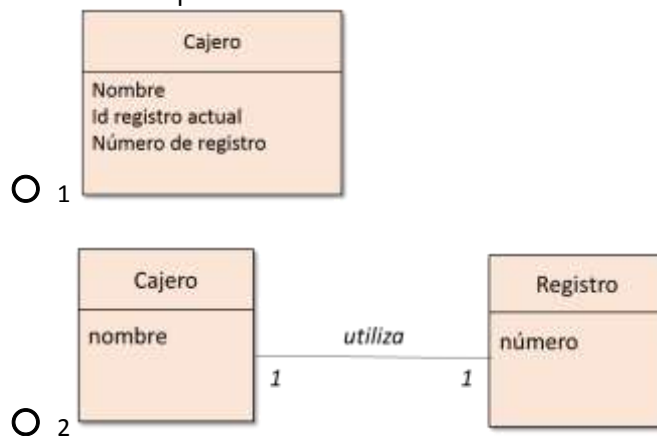 Cajero
Nombre
Id registro actual
Número de registro
1
Cajero
nombre
utiliza
1
1
Registro
número
2